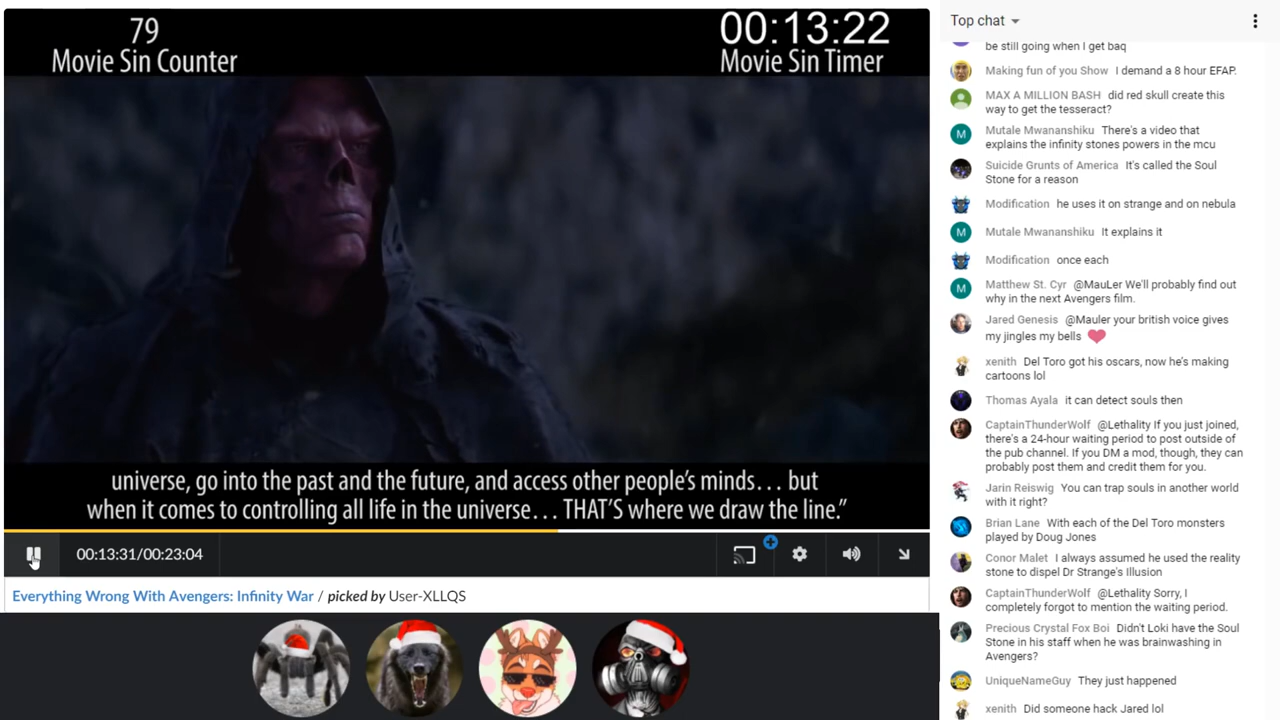 79
Movie Sin Counter
00:13:22
Movie Sin Timer
universe, go into the past and the future, and access other people's minds... but
when it comes to controlling all life in the universe... THAT'S where we draw the line."
00:13:31/00:23:04
Everything Wrong With Avengers: Infinity War / picked by User-XLLQS
Top chat
be still going when I get baq
Making fun of you Show I demand a 8 hour EFAP.
MAX A MILLION BASH did red skull create this
way to get the tesseract?
M
Mutale Mwananshiku There's a video that
explains the infinity stones powers in the mcu
Suicide Grunts of America It's called the Soul
Stone for a reason
Modification he uses it on strange and on nebula
M
Mutale Mwananshiku It explains it
Modification once each
M
Matthew St. Cyr @MauLer We'll probably find out
why in the next Avengers film.
Jared Genesis @Mauler your british voice gives
my jingles my bells
xenith Del Toro got his oscars, now he's making
cartoons lol
Thomas Ayala it can detect souls then
CaptainThunderWolf @Lethality If you just joined,
there's a 24-hour waiting period to post outside of
the pub channel. If you DM a mod, though, they can
probably post them and credit them for you.
Jarin Reiswig You can trap souls in another world
with it right?
Brian Lane With each of the Del Toro monsters
played by Doug Jones
Conor Malet I always assumed he used the reality
stone to dispel Dr Strange's Illusion
CaptainThunderWolf @Lethality Sorry, I
completely forgot to mention the waiting period.
Precious Crystal Fox Boi Didn't Loki have the Soul
Stone in his staff when he was brainwashing in
Avengers?
UniqueNameGuy They just happened
xenith Did someone hack Jared lol